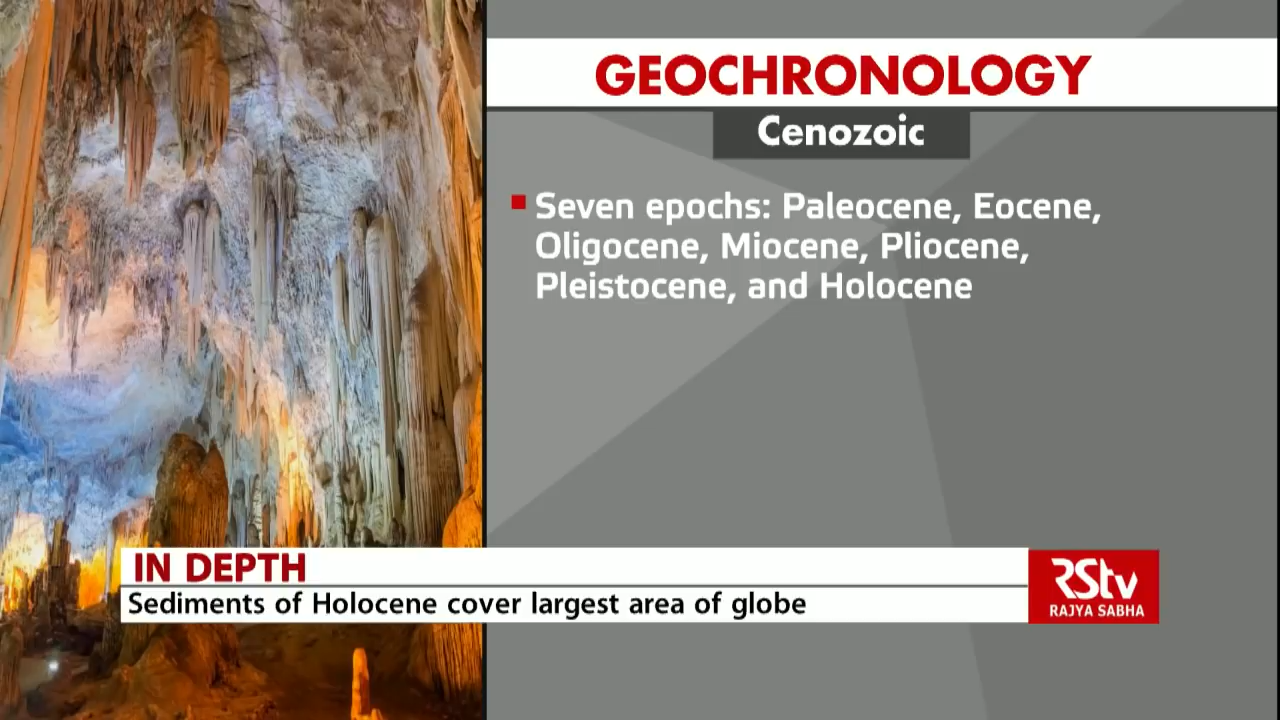 GEOCHRONOLOGY
Cenozoic
Seven epochs: Paleocene, Eocene,
Oligocene, Miocene, Pliocene,
Pleistocene, and Holocene
IN DEPTH
Sediments of Holocene cover largest area of globe
RStv
RAJYA SABHA